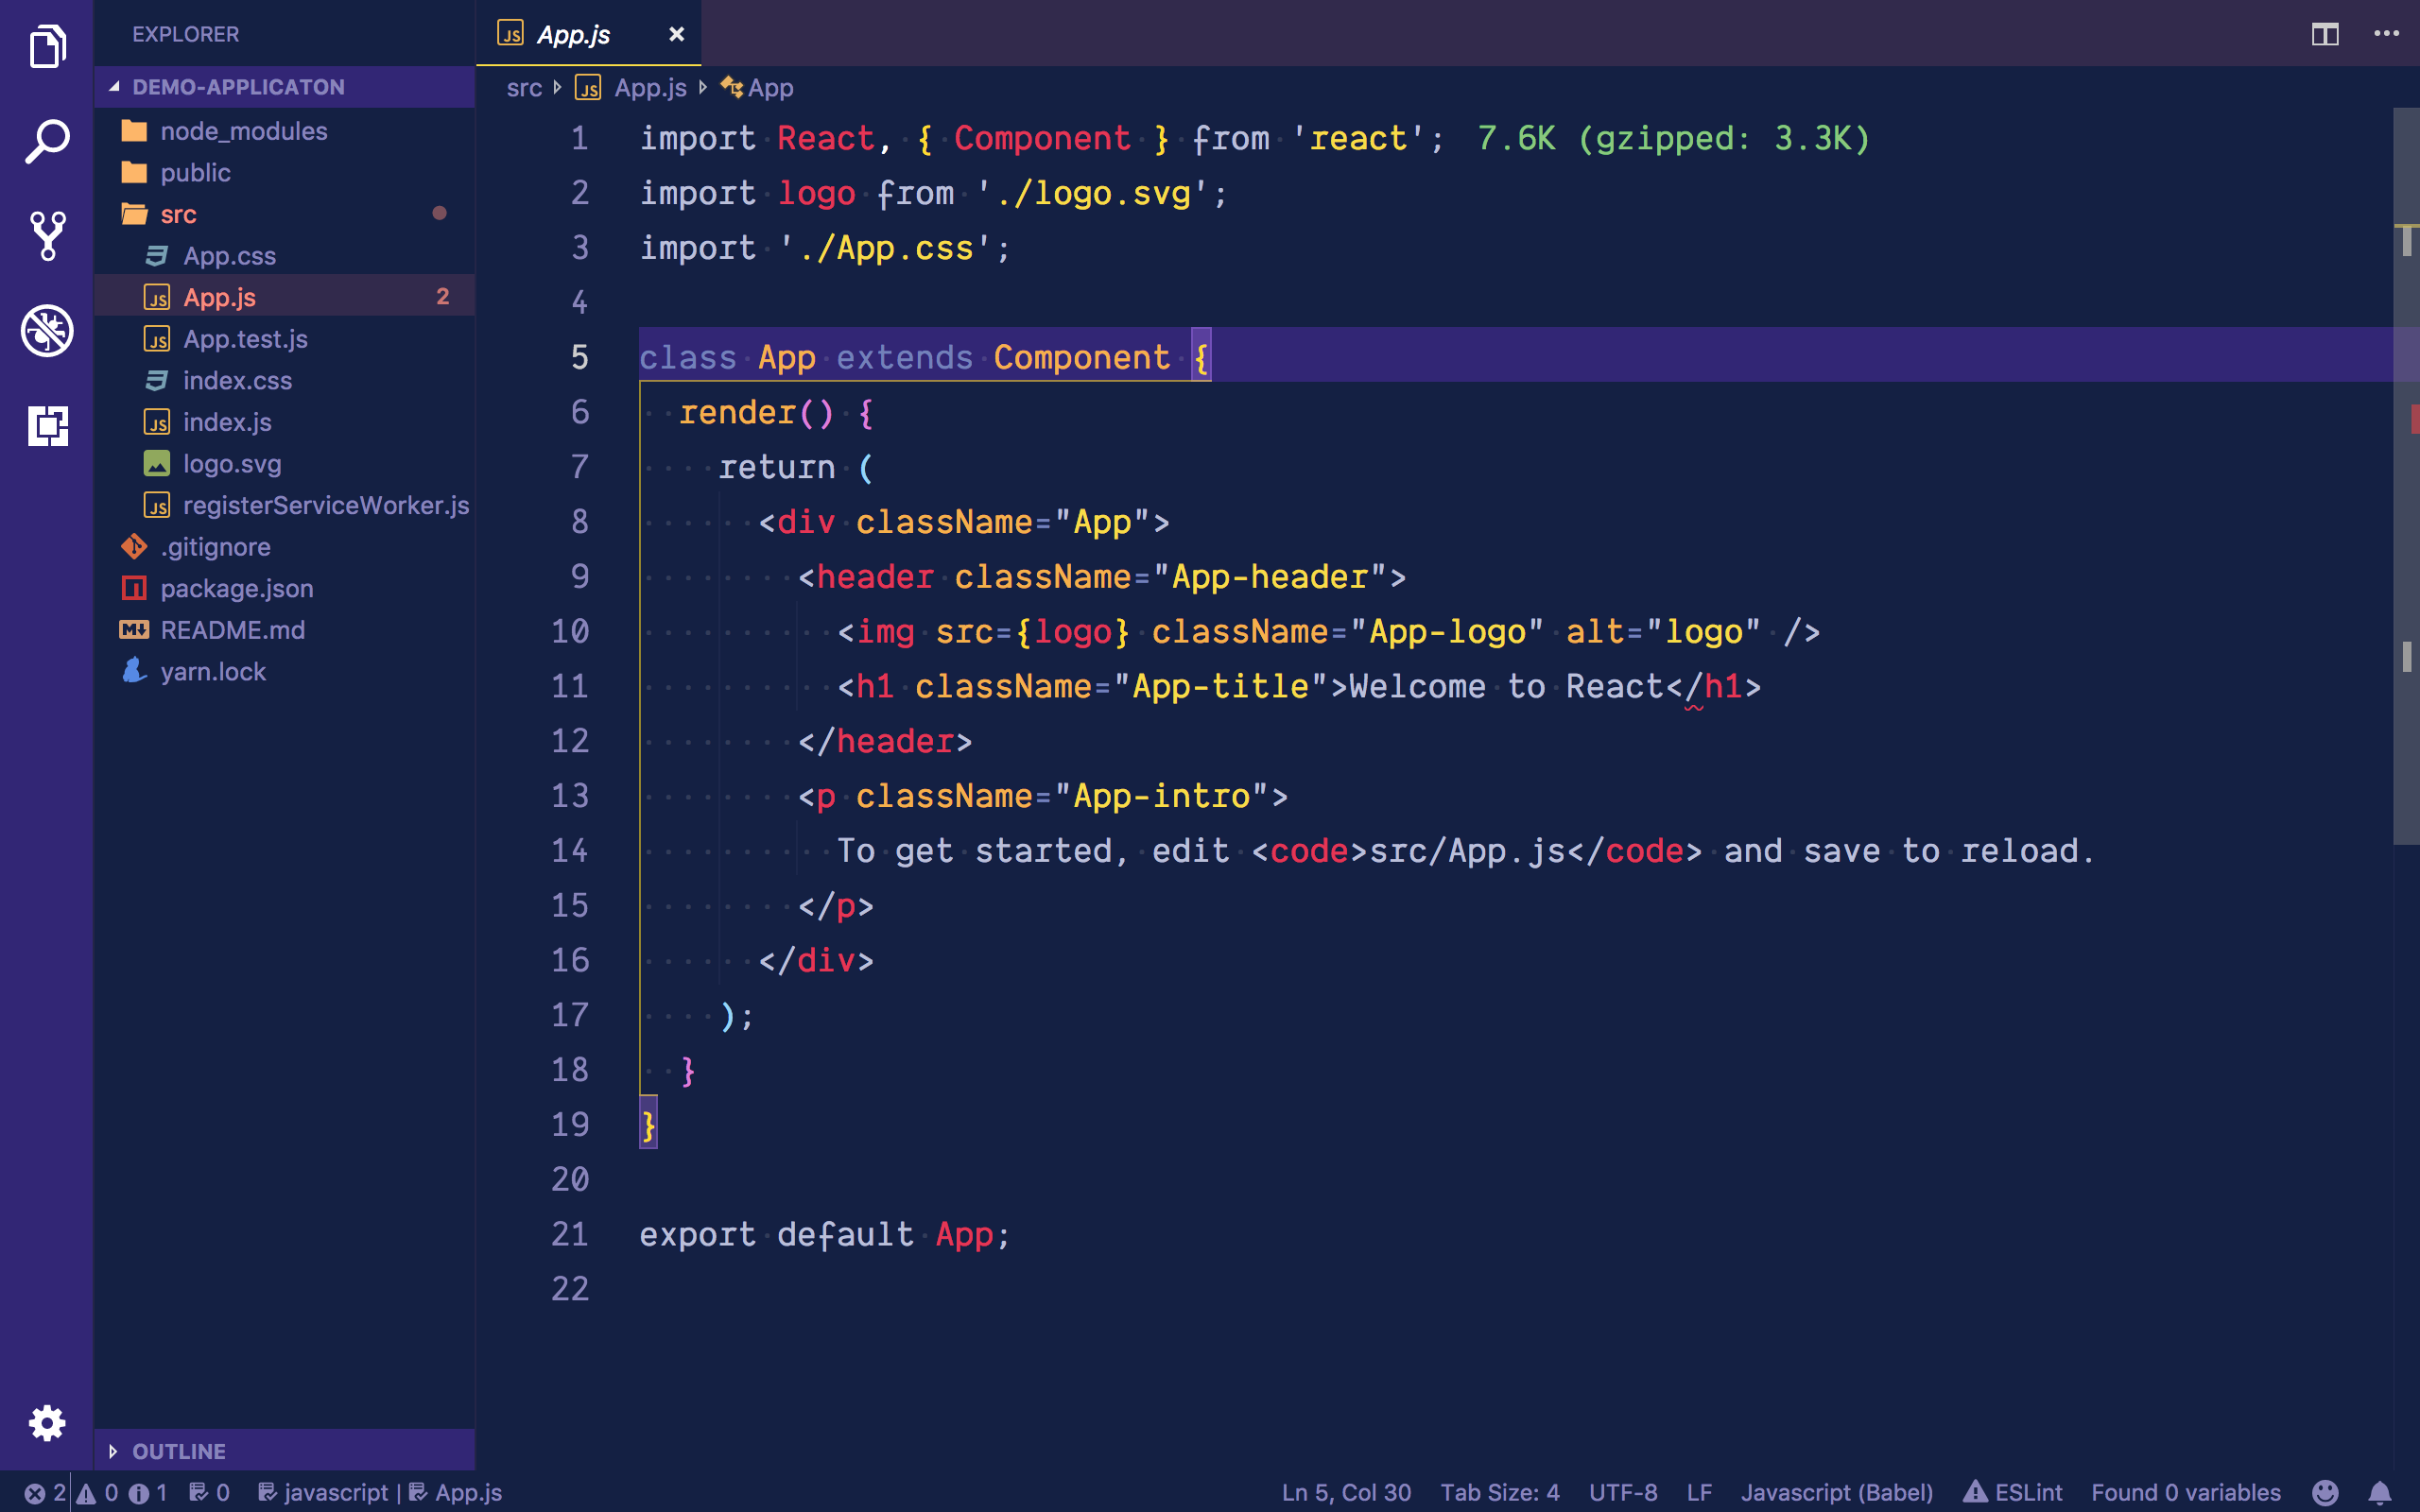 EXPLORER
DEMO-APPLICATON
node_modules
public
src
App.css
App.js 2
App.test.js
index.css
index.js
logo.svg
registerServiceWorker.js
.gitignore
package.json
README.md
yarn.lock
OUTLINE
App.js
src App.js App
1 import React, { Component } from 'react'; 7.6K (gzipped: 3.3K)
2 import logo from './logo.svg';
3 import './App.css';
4
5 class App extends Component {
6 render() {
7 return (
8 <div className="App">
9 <header className="App-header">
10 <img src={logo} className="App-logo" alt="logo" />
11 <h1 className="App-title">Welcome to React</h1>
12 </header>
13 <p className="App-intro">
14 To get started, edit <code>src/App.js</code> and save to reload.
15 </p>
16 </div>
17 );
18 }
19 }
20
21 export default App;
22
2 0 1 0 javascript | App.js Ln 5, Col 30 Tab Size: 4 UTF-8 LF Javascript (Babel) ESLint Found 0 variables